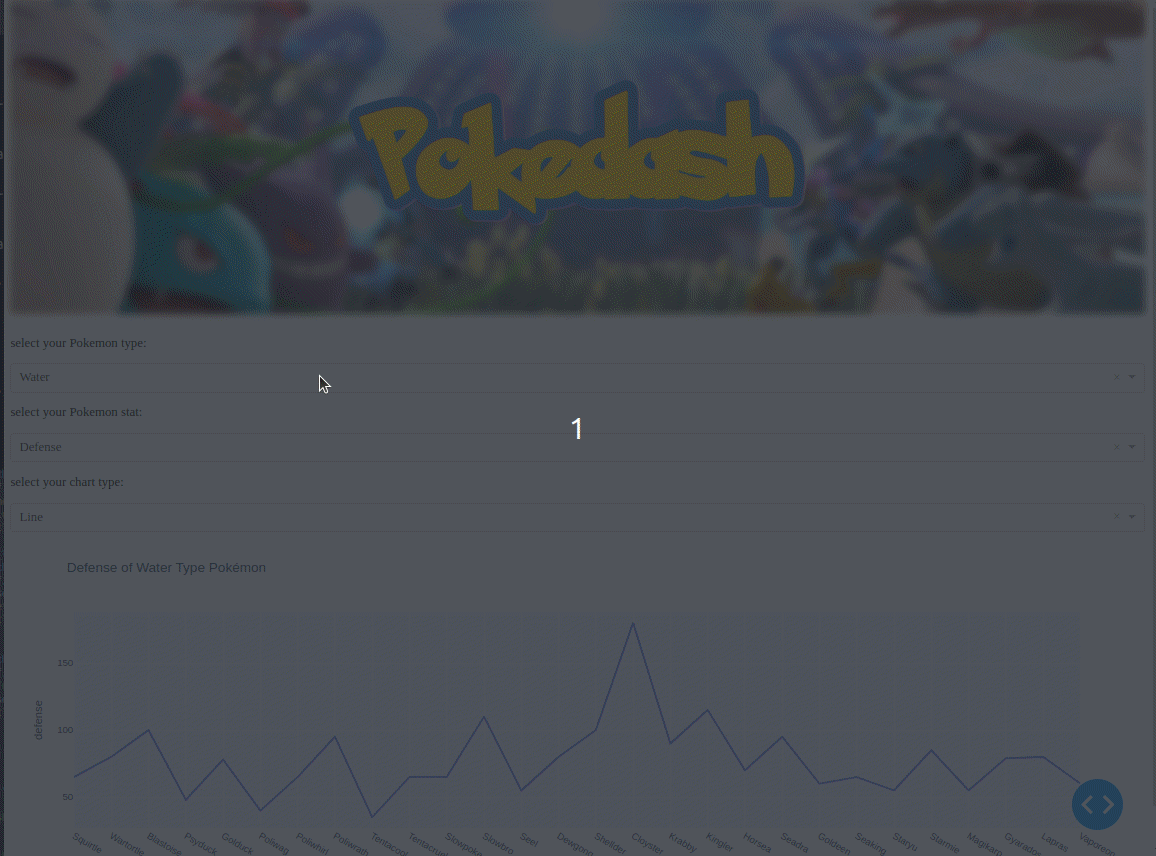 Pokedash
select your Pokemon type:
Water
×
select your Pokemon stat:
1
Defense
×
select your chart type:
Line
×
Defense of Water Type Pokémon
150
100
50
defense
Squirtle
Wartortle
Blastoise
Psyduck
Golduck
Poliwag
Poliwhirl
Poliwrath
Tentacool
Tentacruel
Slowpoke
Slowbro
Seel
Dewgong
Shellder
Cloyster
Krabby
Kingler
Horsea
Seadra
Goldeen
Seaking
Staryu
Starmie
Magikarp
Gyarados
Lapras
Vaporeon